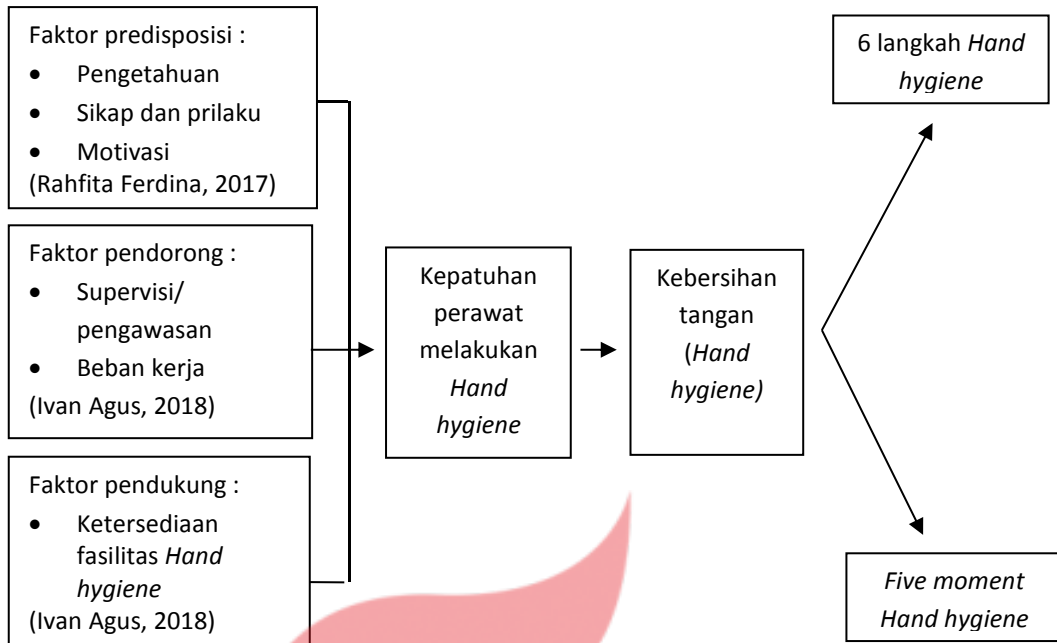 Faktor predisposisi :
• Pengetahuan
• Sikap dan prilaku
• Motivasi
(Rahfita Ferdina, 2017)
Faktor pendorong :
• Supervisi/
pengawasan
• Beban kerja
(Ivan Agus, 2018)
Faktor pendukung :
• Ketersediaan
fasilitas Hand
hygiene
(Ivan Agus, 2018)
Kepatuhan
perawat
melakukan
Hand
hygiene
Kebersihan
tangan
(Hand
hygiene)
6 langkah Hand
hygiene
Five moment
Hand hygiene